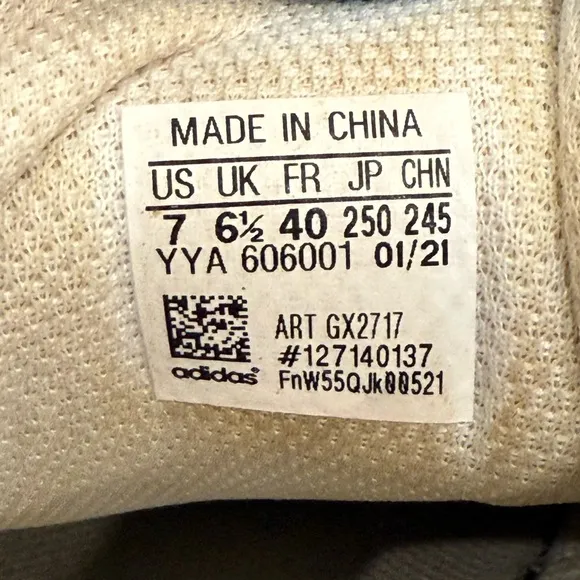 MADE IN CHINA
US UK FR JP CHN
7 6½ 40 250 245
YYA 606001 01/21
ART GX2717
#127140137
adidas® FnW55QJk00521